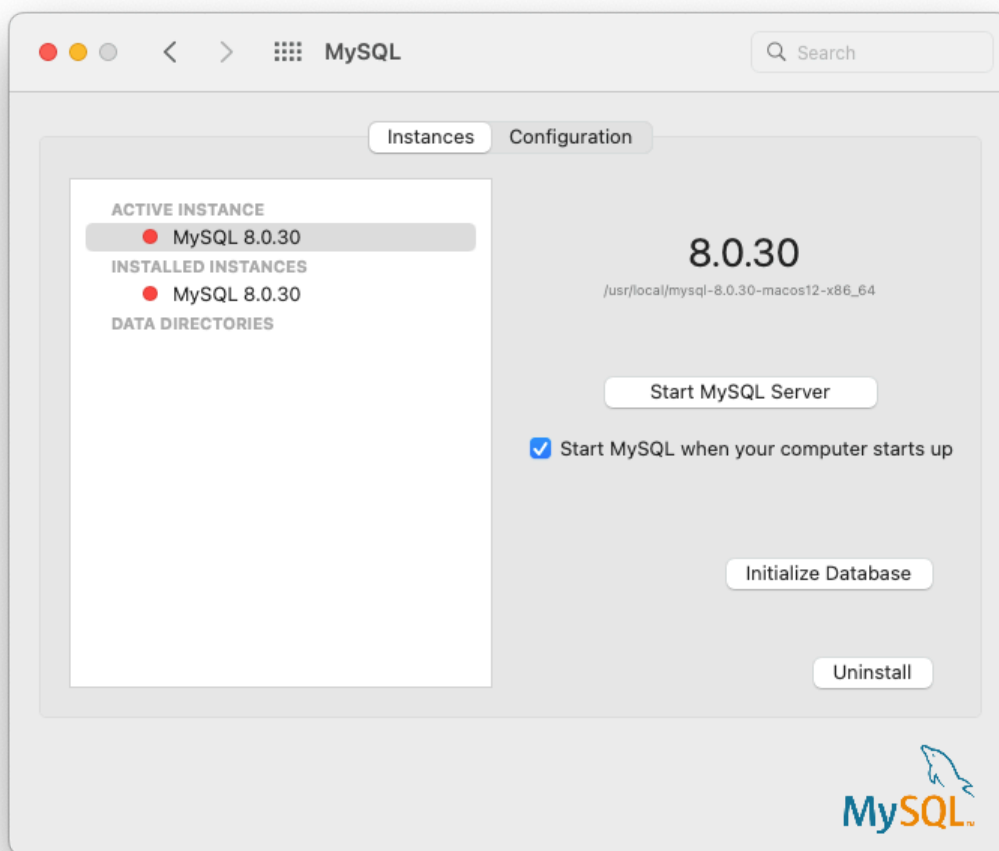 MySQL
Search
Instances
Configuration
ACTIVE INSTANCE
MySQL 8.0.30
INSTALLED INSTANCES
MySQL 8.0.30
DATA DIRECTORIES
8.0.30
/usr/local/mysql-8.0.30-macos12-x86_64
Start MySQL Server
Start MySQL when your computer starts up
Initialize Database
Uninstall
MySQL™